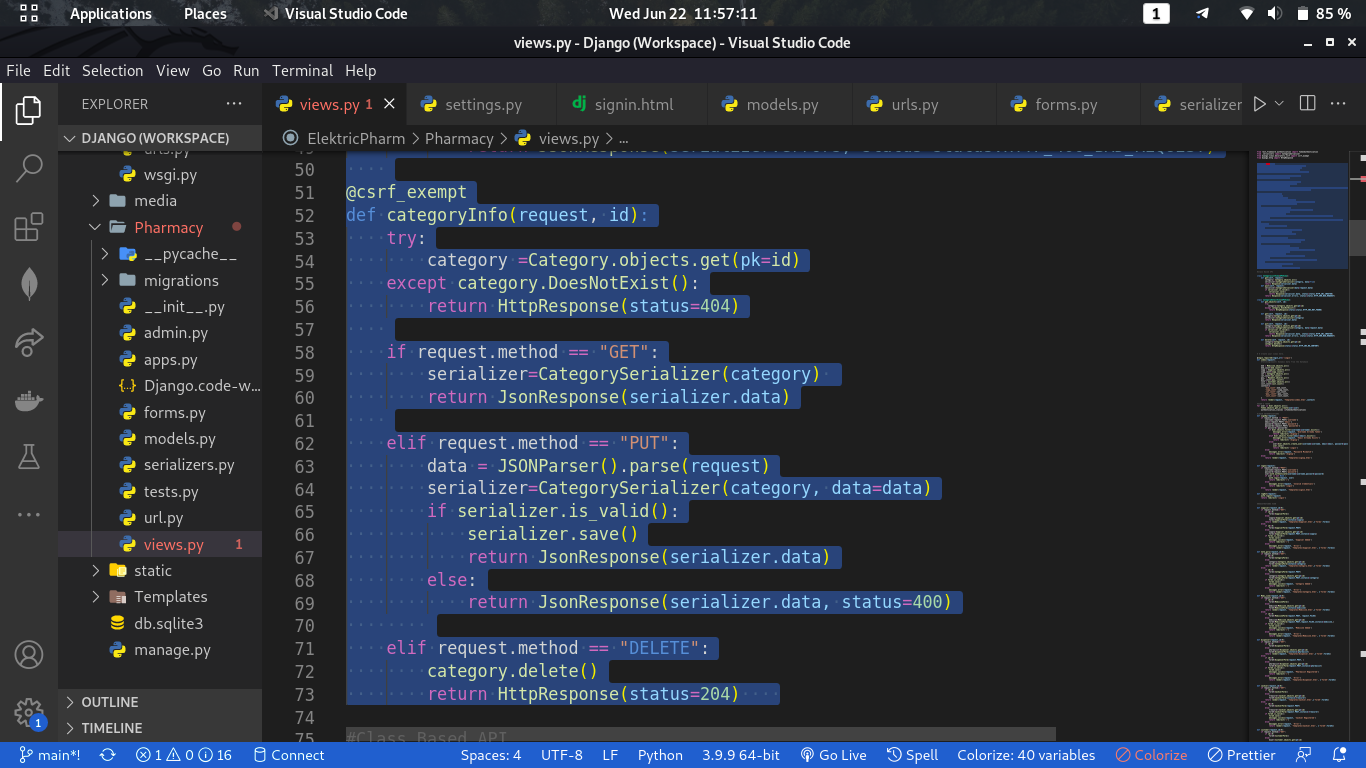 Applications Places Visual Studio Code Wed Jun 22 11:57:11 1 85 %
views.py - Django (Workspace) - Visual Studio Code
File Edit Selection View Go Run Terminal Help
EXPLORER ... views.py 1 settings.py dj signin.html models.py urls.py forms.py serializer ...
DJANGO (WORKSPACE) ElektricPharm > Pharmacy > views.py > ...
urls.py
wsgi.py
media
Pharmacy
__pycache__
migrations
__init__.py
admin.py
apps.py
{..} Django.code-w...
forms.py
models.py
serializers.py
tests.py
url.py
views.py 1
static
Templates
db.sqlite3
manage.py
OUTLINE
TIMELINE
1
50
51 @csrf_exempt
52 def categoryInfo(request, id):
53 try:
54 category =Category.objects.get(pk=id)
55 except category.DoesNotExist():
56 return HttpResponse(status=404)
57
58 if request.method == "GET":
59 serializer=CategorySerializer(category)
60 return JsonResponse(serializer.data)
61
62 elif request.method == "PUT":
63 data = JSONParser().parse(request)
64 serializer=CategorySerializer(category, data=data)
65 if serializer.is_valid():
66 serializer.save()
67 return JsonResponse(serializer.data)
68 else:
69 return JsonResponse(serializer.data, status=400)
70
71 elif request.method == "DELETE":
72 category.delete()
73 return HttpResponse(status=204)
74
75 #Class Based API
main*! 1 0 16 Connect Spaces: 4 UTF-8 LF Python 3.9.9 64-bit Go Live Spell Colorize: 40 variables Colorize Prettier